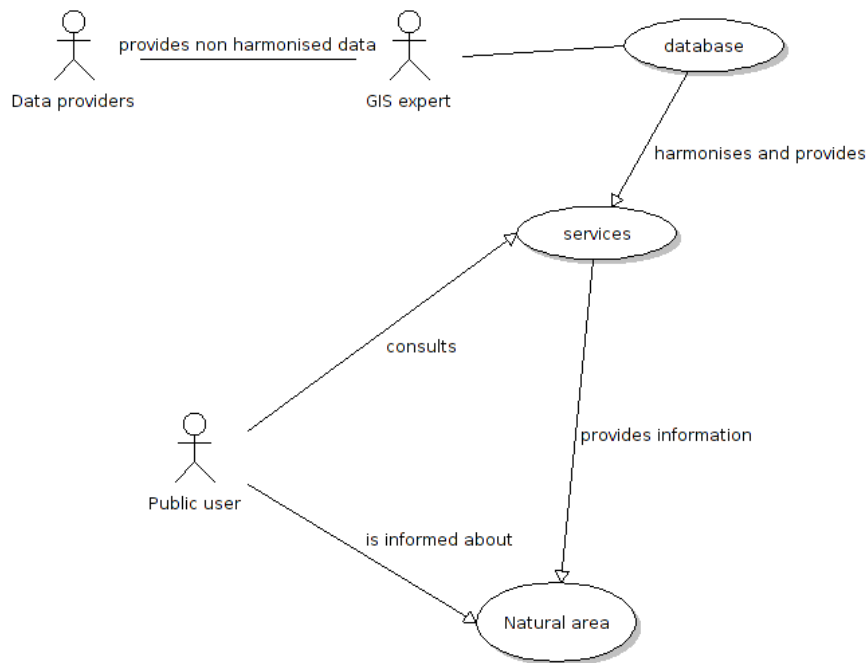 provides non harmonised data
database
Data providers
GIS expert
harmonises and provides
services
consults
provides information
Public user
is informed about
Natural area